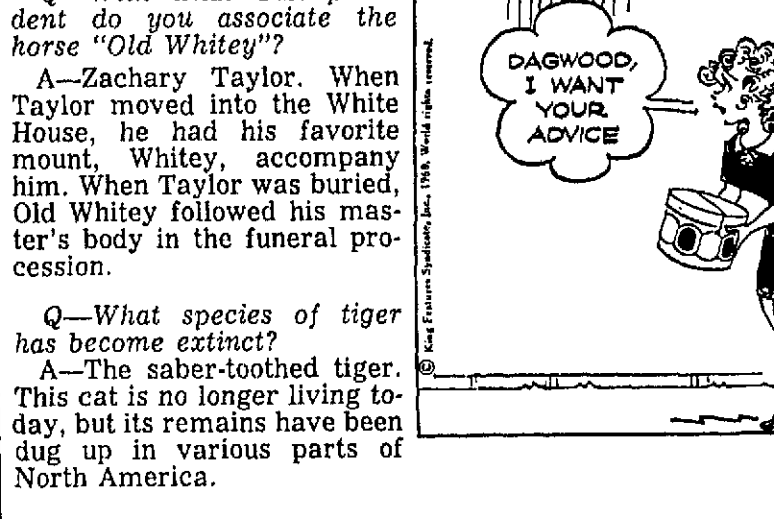 dent do you associate the
horse "Old Whitey"?
A—Zachary Taylor. When
Taylor moved into the White
House, he had his favorite
mount, Whitey, accompany
him. When Taylor was buried,
Old Whitey followed his mas-
ter's body in the funeral pro-
cession.
Q—What species of tiger
has become extinct?
A—The saber-toothed tiger.
This cat is no longer living to-
day, but its remains have been
dug up in various parts of
North America.
© King Features Syndicate, Inc., 1968. World rights reserved.
DAGWOOD,
I WANT
YOUR
ADVICE